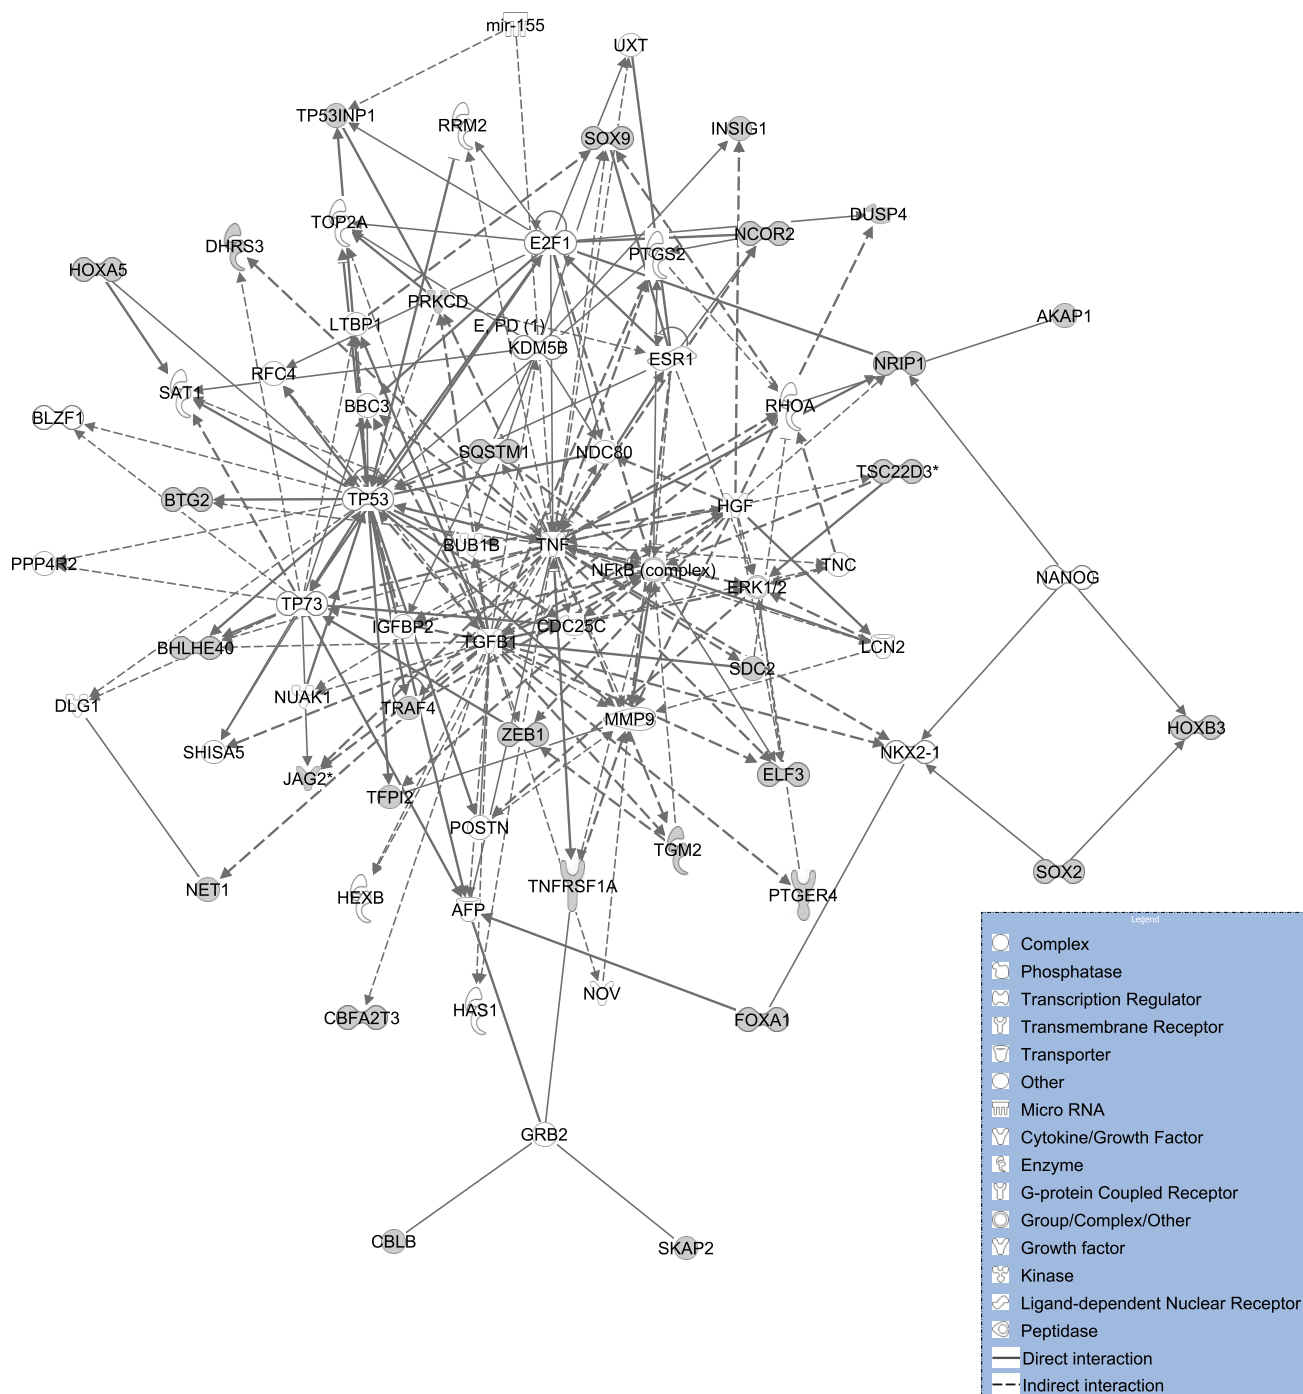 mir-155
UXT
TP53INP1
RRM2
SOX9
INSIG1
TOP2A
DHRS3
E2F1
PTGS2
NCOR2
DUSP4
HOXA5
PRKCD
LTBP1
E, PD (1)
KDM5B
ESR1
AKAP1
NRIP1
RFC4
SAT1
BBC3
RHOA
BLZF1
SQSTM1
NDC80
TSC22D3*
BTG2
TP53
HGF
BUB1B
TNF
PPP4R2
NFkB (complex)
ERK1/2
TNC
NANOG
TP73
IGFBP2
CDC25C
BHLHE40
TGFB1
SDC2
LCN2
DLG1
NUAK1
TRAF4
MMP9
SHISA5
ZEB1
NKX2-1
HOXB3
JAG2*
TFPI2
ELF3
POSTN
TGM2
NET1
HEXB
TNFRSF1A
PTGER4
SOX2
AFP
NOV
HAS1
CBFA2T3
FOXA1
GRB2
CBLB
SKAP2
Legend
Complex
Phosphatase
Transcription Regulator
Transmembrane Receptor
Transporter
Other
Micro RNA
Cytokine/Growth Factor
Enzyme
G-protein Coupled Receptor
Group/Complex/Other
Growth factor
Kinase
Ligand-dependent Nuclear Receptor
Peptidase
Direct interaction
Indirect interaction